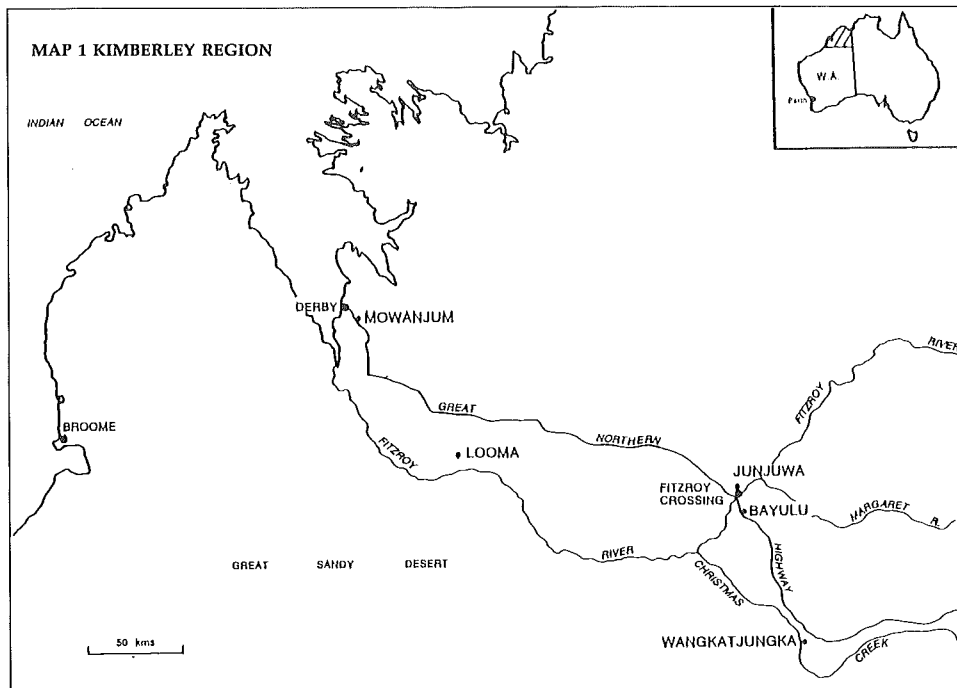 MAP 1 KIMBERLEY REGION
W.A.
Perth
INDIAN OCEAN
DERBY
MOWANJUM
RIVER
FITZROY
GREAT
NORTHERN
BROOME
FITZROY
LOOMA
JUNJUWA
FITZROY
CROSSING
BAYULU
MARGARET R.
HIGHWAY
RIVER
GREAT SANDY DESERT
CHRISTMAS
50 kms
WANGKATJUNGKA
CREEK